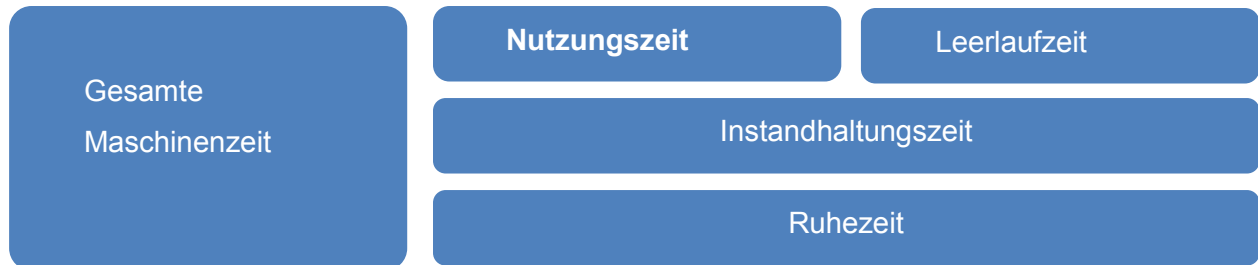 Gesamte
Maschinenzeit
Nutzungszeit
Leerlaufzeit
Instandhaltungszeit
Ruhezeit